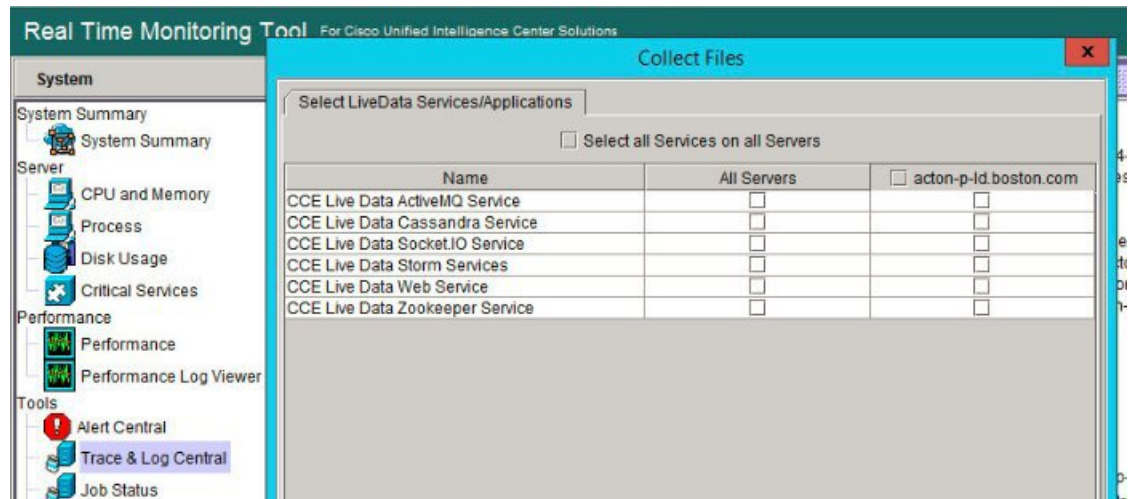 Real Time Monitoring Tool For Cisco Unified Intelligence Center Solutions
Collect Files
x
System
Select LiveData Services/Applications
Select all Services on all Servers
System Summary
System Summary
Server
CPU and Memory
Process
Disk Usage
Critical Services
Performance
Performance
Performance Log Viewer
Tools
Alert Central
Trace & Log Central
Job Status
Name All Servers acton-p-ld.boston.com
CCE Live Data ActiveMQ Service
CCE Live Data Cassandra Service
CCE Live Data Socket.IO Service
CCE Live Data Storm Services
CCE Live Data Web Service
CCE Live Data Zookeeper Service